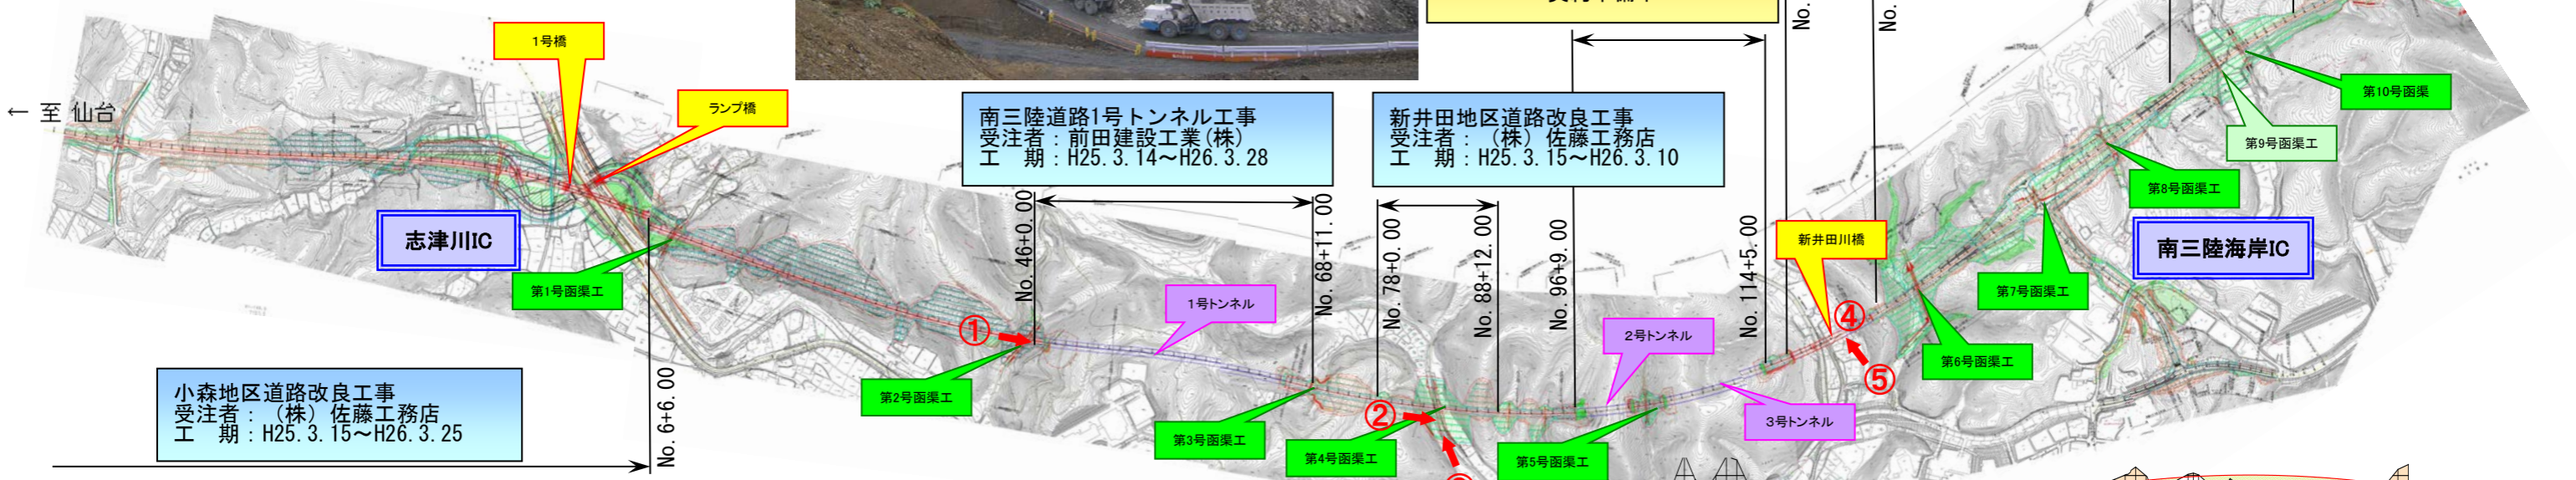 ← 至 仙台
1号橋
ランプ橋
志津川IC
第1号函渠工
小森地区道路改良工事
受注者：（株）佐藤工務店
工　期：H25.3.15～H26.3.25
No. 6+6.00
南三陸道路1号トンネル工事
受注者：前田建設工業(株)
工　期：H25.3.14～H26.3.28
No. 46+0.00
No. 68+11.00
①
第2号函渠工
1号トンネル
第3号函渠工
新井田地区道路改良工事
受注者：（株）佐藤工務店
工　期：H25.3.15～H26.3.10
No. 78+0.00
No. 88+12.00
No. 96+9.00
No. 114+5.00
②
第4号函渠工
第5号函渠工
2号トンネル
3号トンネル
No.
No.
新井田川橋
④
⑤
第6号函渠工
第7号函渠工
第8号函渠工
第9号函渠工
第10号函渠
南三陸海岸IC